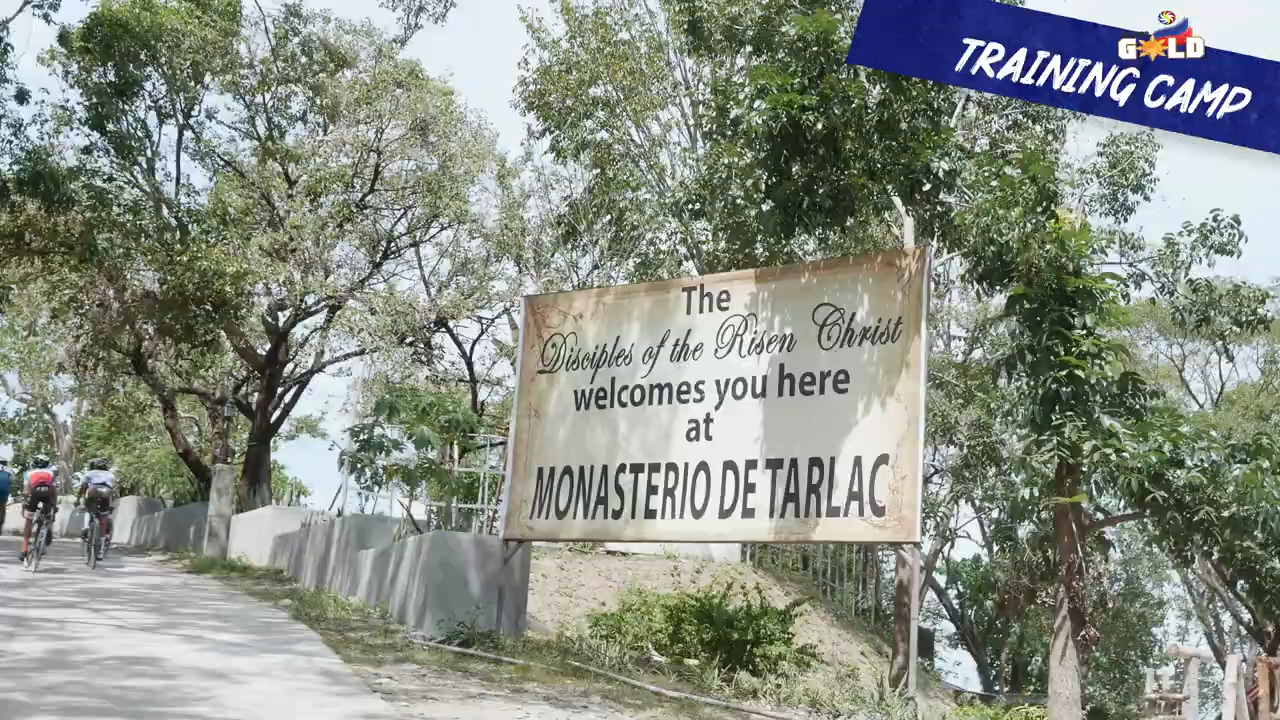 GOLD
TRAINING CAMP
The
Disciples of the Risen Christ
welcomes you here
at
MONASTERIO DE TARLAC